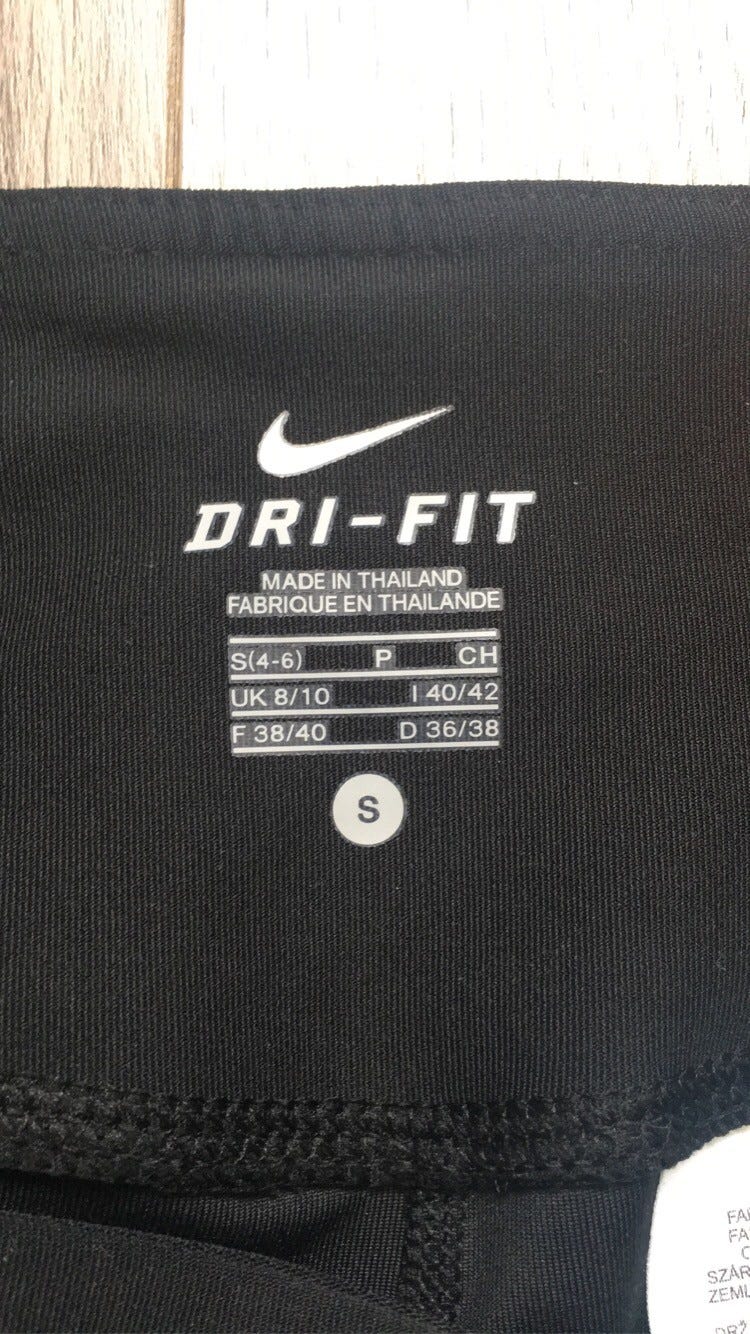 DRI-FIT
MADE IN THAILAND
FABRIQUE EN THAILANDE
S(4-6) P CH
UK 8/10 I 40/42
F 38/40 D 36/38
S